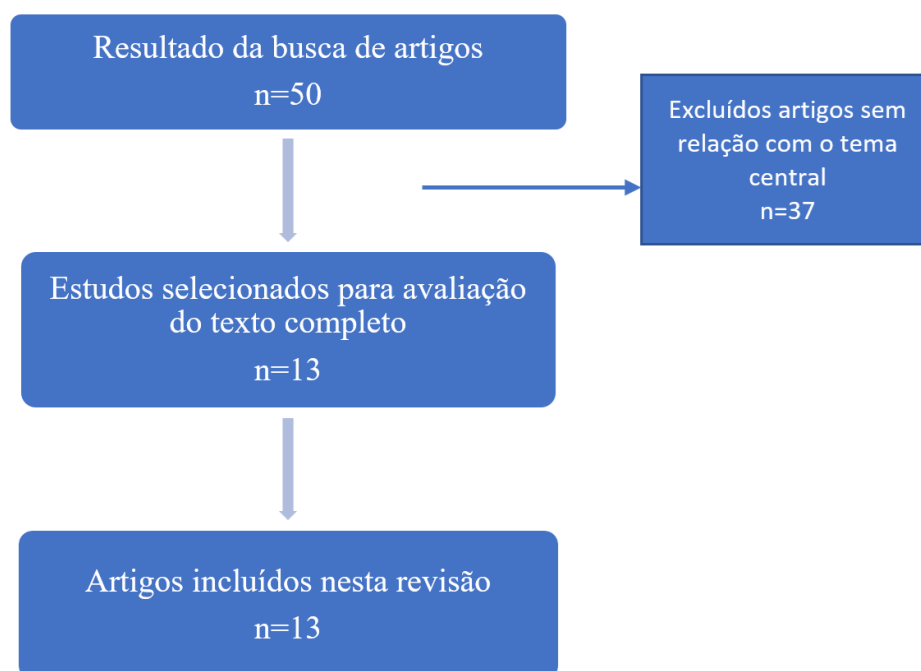 Resultado da busca de artigos
n=50
Excluídos artigos sem
relação com o tema
central
n=37
Estudos selecionados para avaliação
do texto completo
n=13
Artigos incluídos nesta revisão
n=13